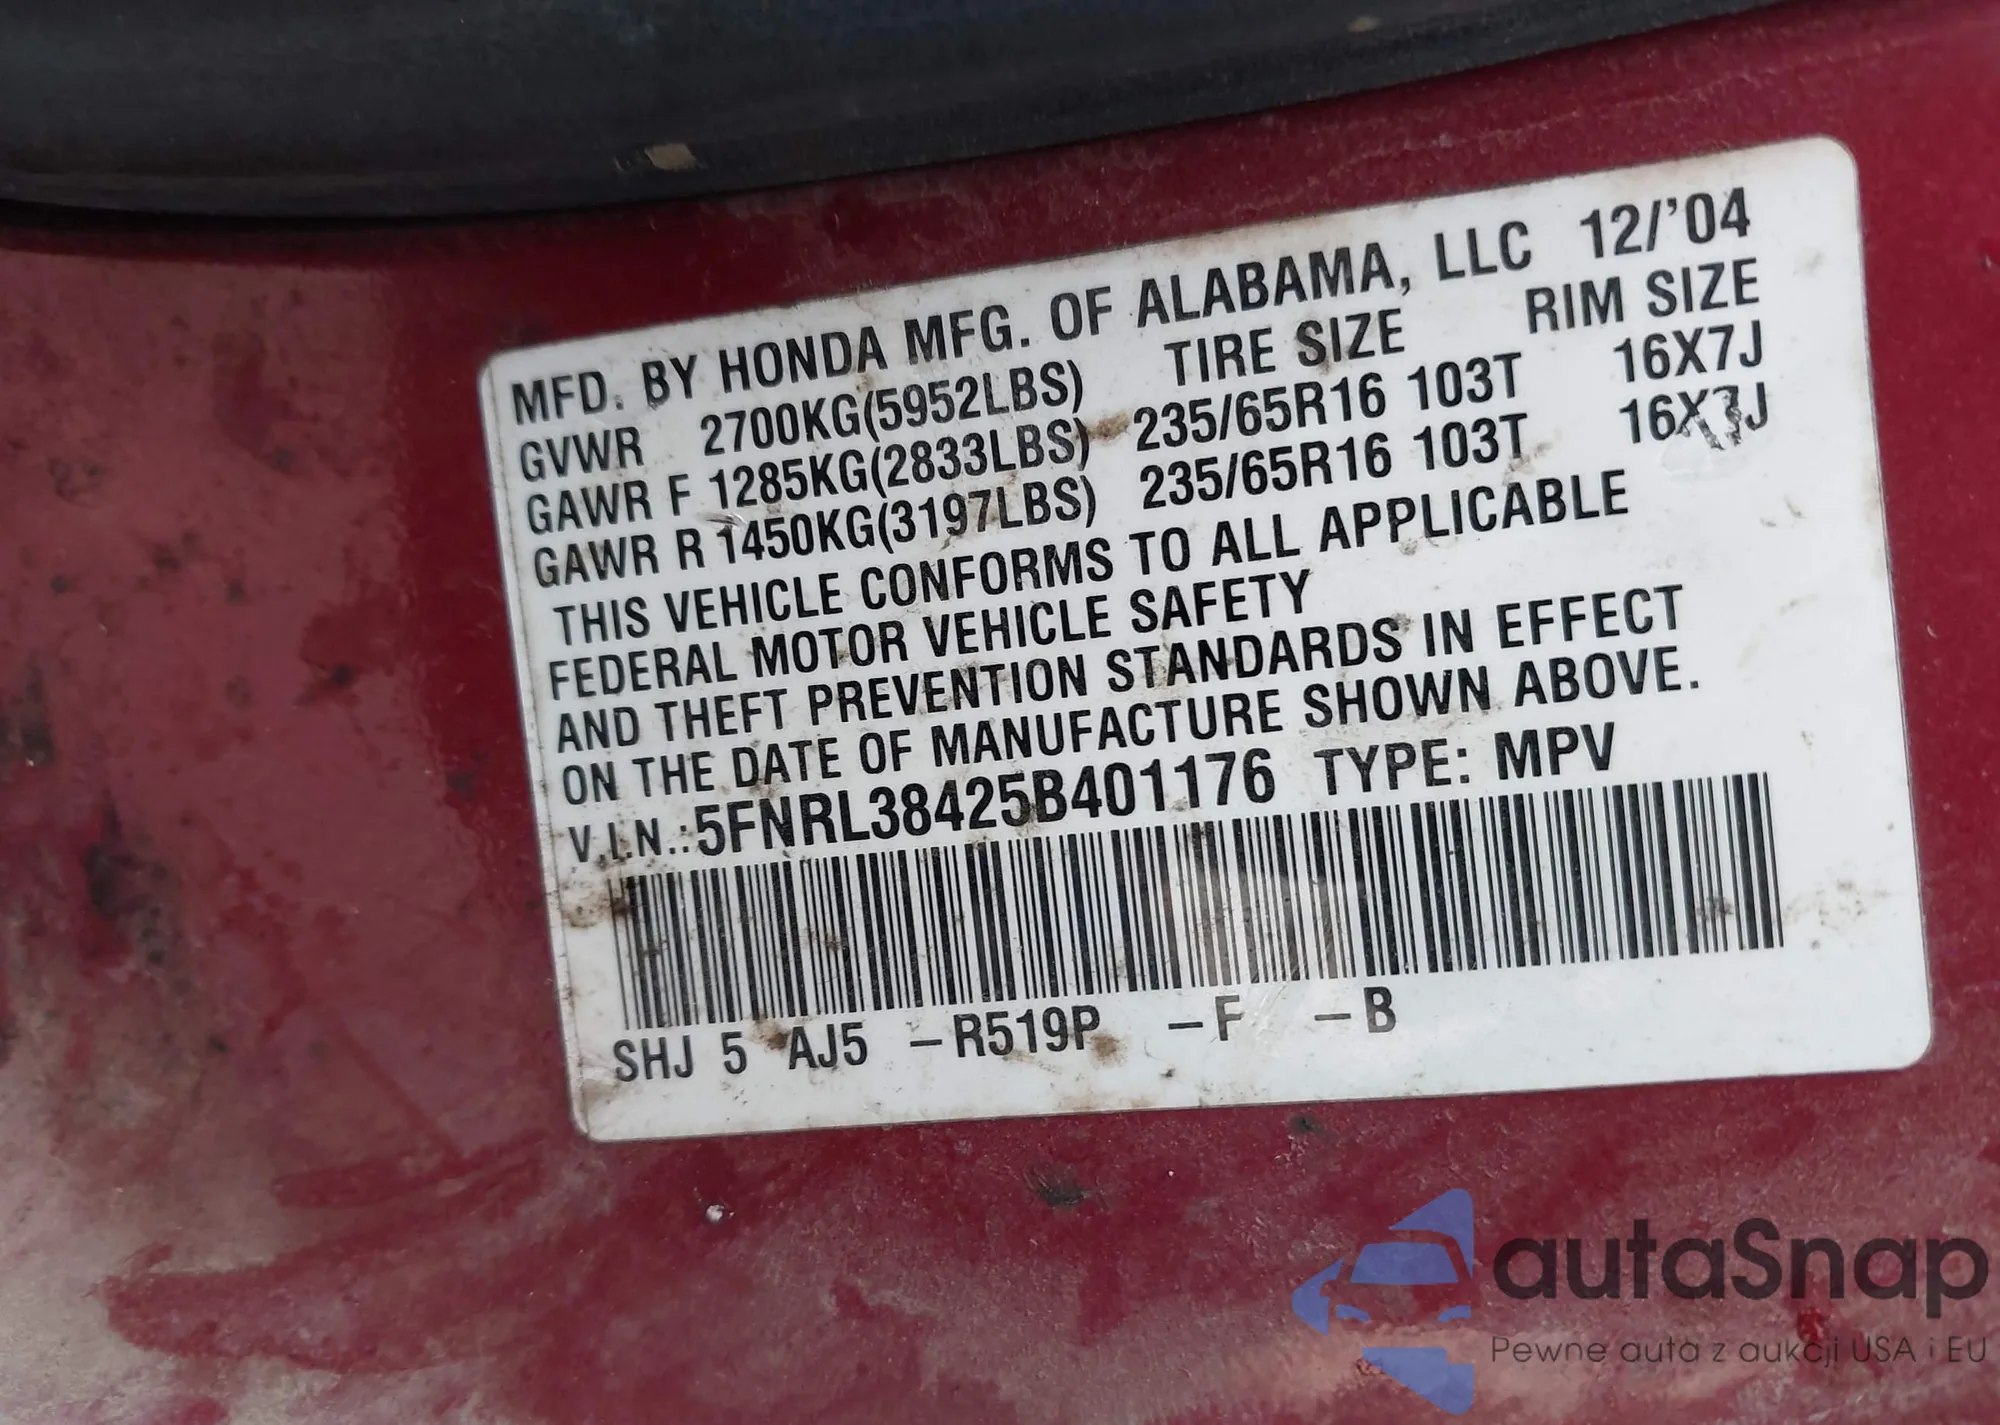 MFD. BY HONDA MFG. OF ALABAMA, LLC 12/'04
GVWR 2700KG(5952LBS) TIRE SIZE RIM SIZE
GAWR F 1285KG(2833LBS) 235/65R16 103T 16X7J
GAWR R 1450KG(3197LBS) 235/65R16 103T 16X7J
THIS VEHICLE CONFORMS TO ALL APPLICABLE
FEDERAL MOTOR VEHICLE SAFETY
AND THEFT PREVENTION STANDARDS IN EFFECT
ON THE DATE OF MANUFACTURE SHOWN ABOVE.
V.I.N.: 5FNRL38425B401176 TYPE: MPV
SHJ 5 AJ5 –R519P –F –B
autaSnap
Pewne auta z aukcji USA i EU